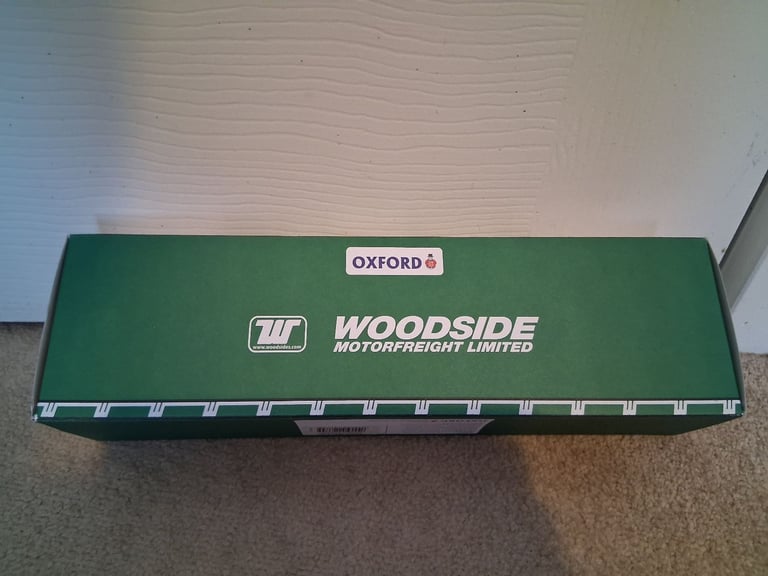 OXFORD
www.woodsides.com
WOODSIDE
MOTORFREIGHT LIMITED